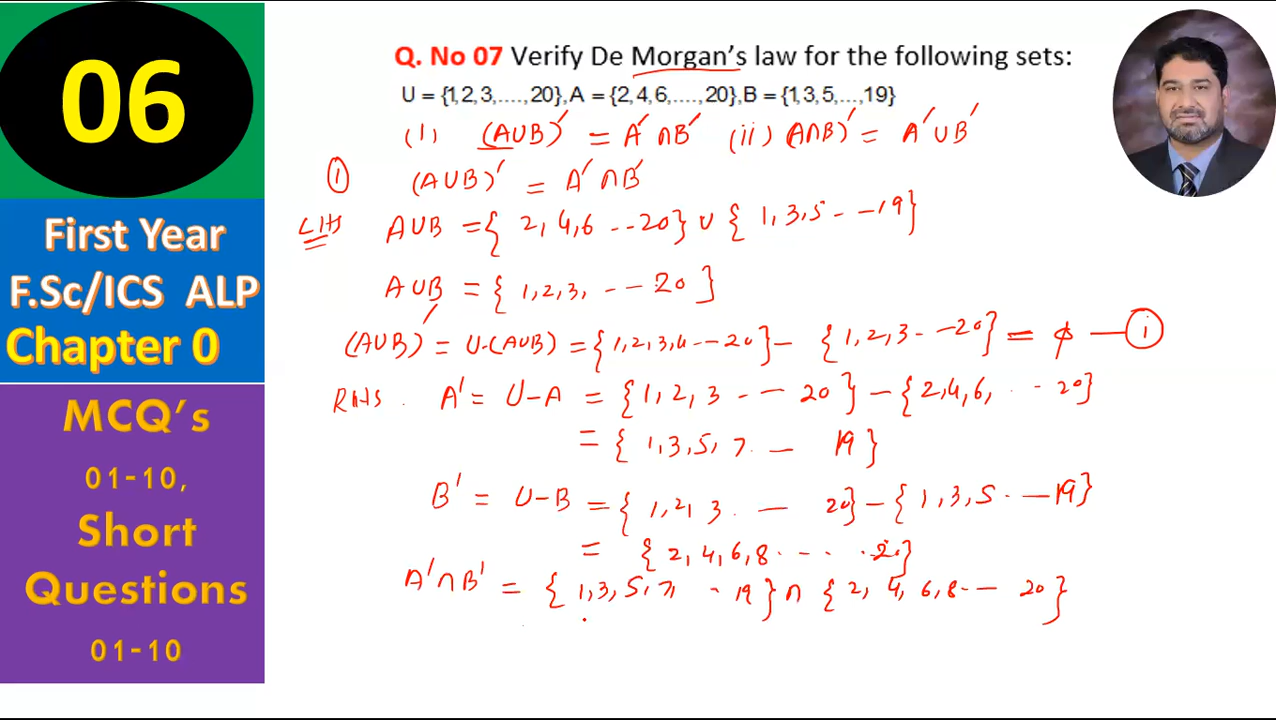 06
First Year
F.Sc/ICS ALP
Chapter 0
MCQ's
01-10,
Short
Questions
01-10
Q. No 07 Verify De Morgan's law for the following sets:
U = {1,2,3,....,20}, A = {2,4,6,....,20}, B = {1,3,5,...,19}
(i) (A∪B)′ = A′∩B′ (ii) (A∩B)′ = A′∪B′
① (A∪B)′ = A′∩B′
LHS A∪B = { 2, 4, 6 -- 20} ∪ { 1, 3, 5 - - 19}
A∪B = { 1, 2, 3, - - 20 }
(A∪B)′ = U-(A∪B) = {1, 2, 3, 4 -- 20} - {1, 2, 3 - - 20} = ϕ — ①
RHS . A′ = U-A = {1, 2, 3 - - 20} - {2, 4, 6, - - 20}
= { 1, 3, 5, 7 . - 19 }
B′ = U-B = { 1, 2, 3 . - 20} - { 1, 3, 5 . - 19}
= { 2, 4, 6, 8 . - - . . 20}
A′∩B′ = { 1, 3, 5, 7, - 19 } ∩ { 2, 4, 6, 8 - - 20 }